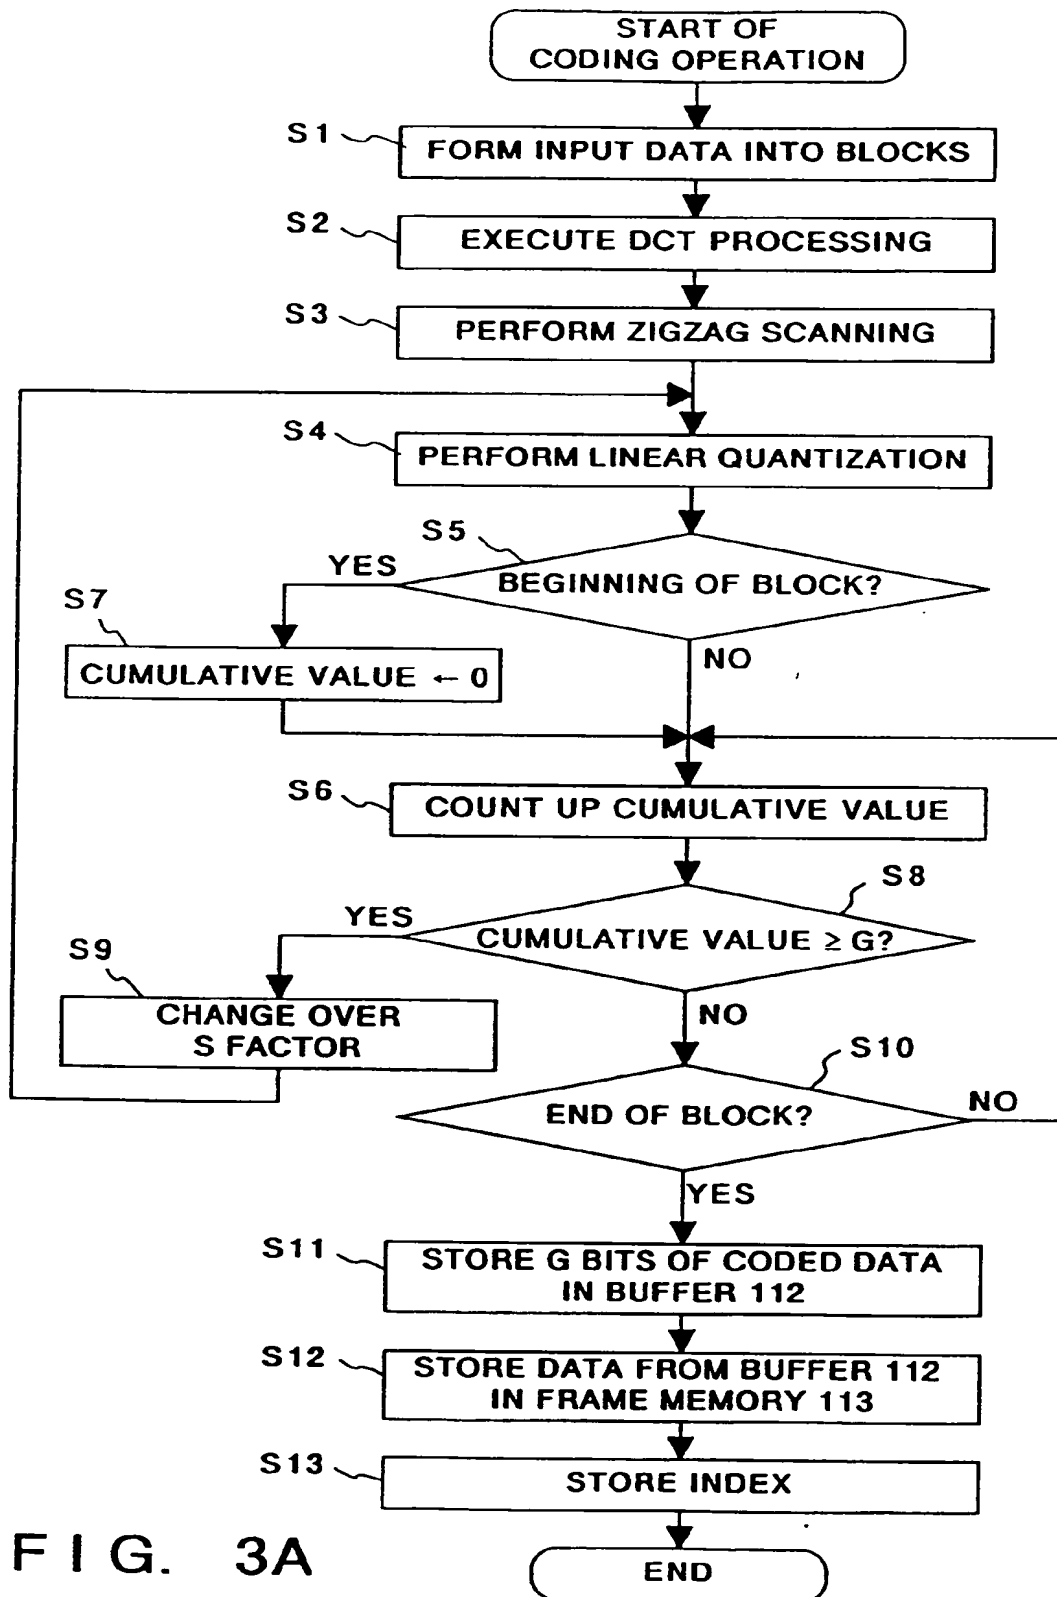 START OF
CODING OPERATION
S1
FORM INPUT DATA INTO BLOCKS
S2
EXECUTE DCT PROCESSING
S3
PERFORM ZIGZAG SCANNING
S4
PERFORM LINEAR QUANTIZATION
S5
YES
BEGINNING OF BLOCK?
S7
NO
CUMULATIVE VALUE ← 0
S6
COUNT UP CUMULATIVE VALUE
S8
YES
CUMULATIVE VALUE ≥ G?
S9
CHANGE OVER
S FACTOR
NO
S10
END OF BLOCK?
NO
YES
S11
STORE G BITS OF CODED DATA
IN BUFFER 112
S12
STORE DATA FROM BUFFER 112
IN FRAME MEMORY 113
S13
STORE INDEX
END
FIG. 3A